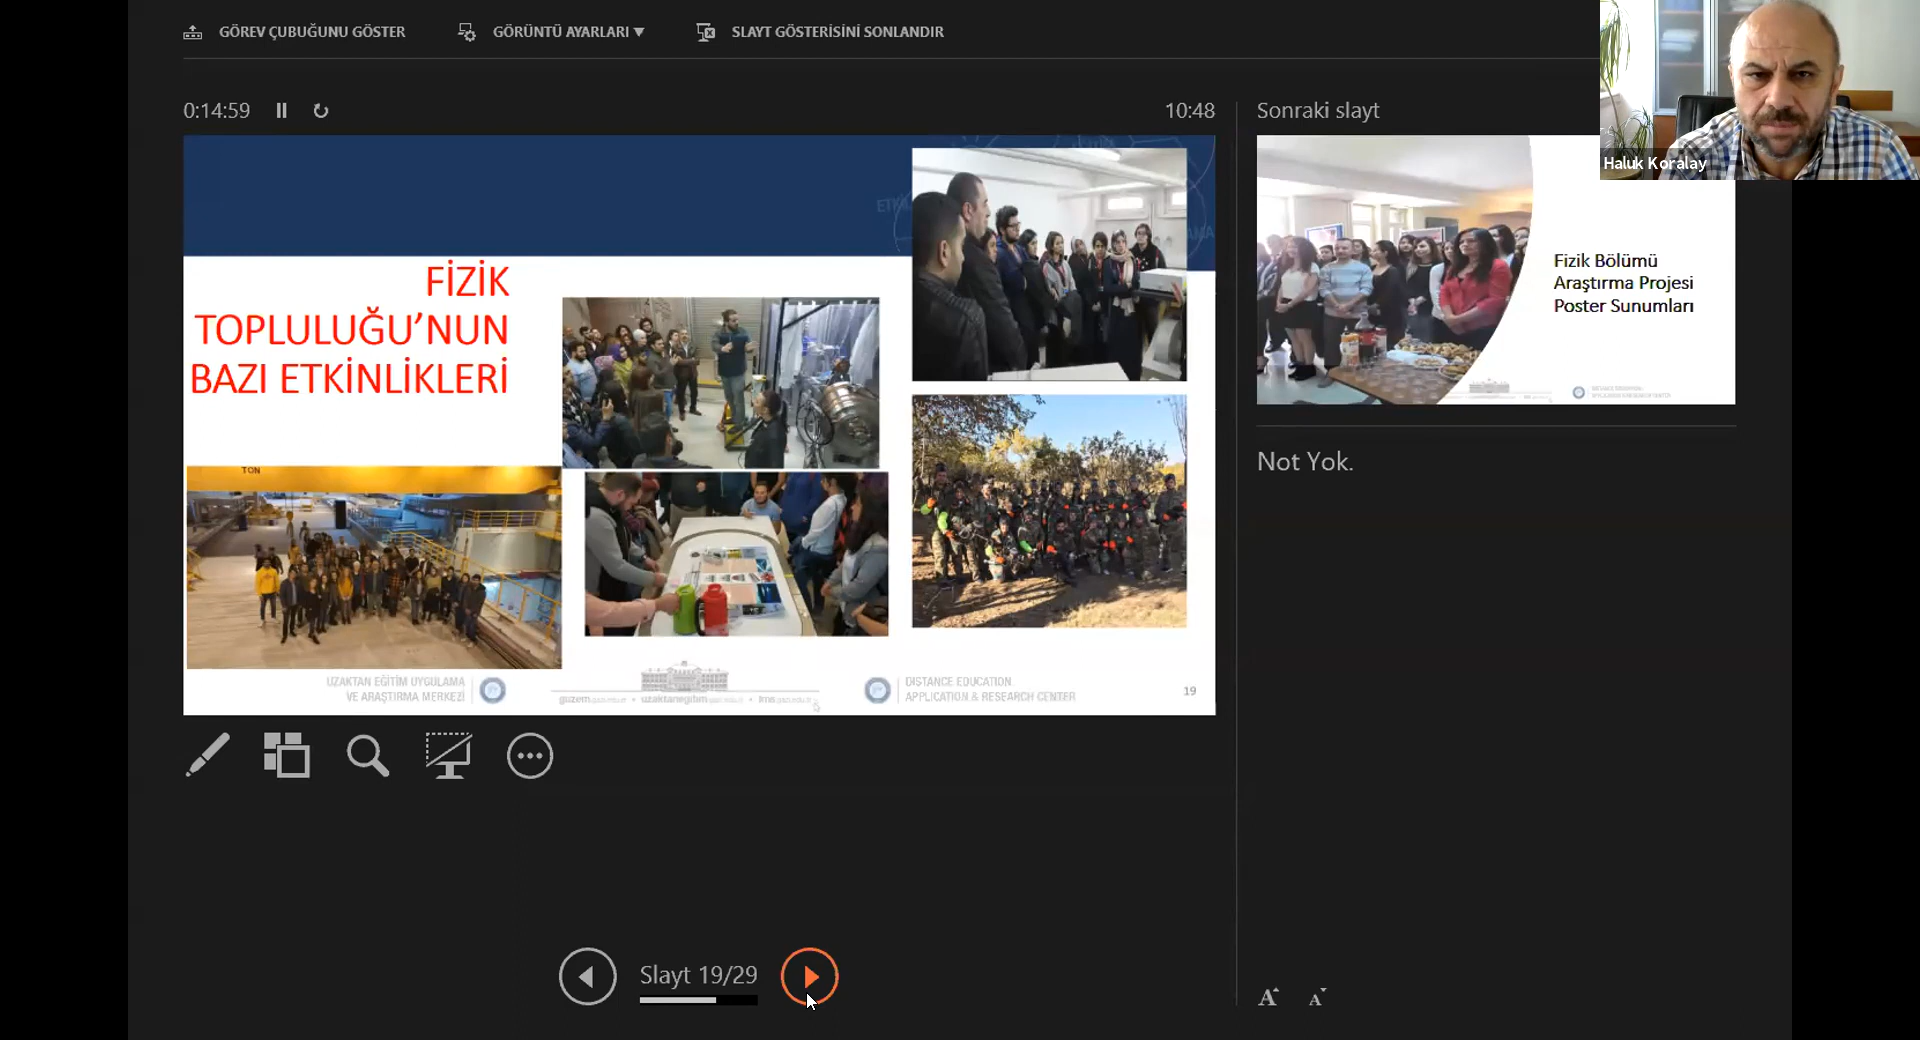 GÖREV ÇUBUĞUNU GÖSTER
GÖRÜNTÜ AYARLARI ▼
SLAYT GÖSTERİSİNİ SONLANDIR
0:14:59
10:48
Sonraki slayt
Haluk Koralay
FİZİK
TOPLULUĞU’NUN
BAZI ETKİNLİKLERİ
TON
UZAKTAN EĞİTİM UYGULAMA
VE ARAŞTIRMA MERKEZİ
DISTANCE EDUCATION
APPLICATION & RESEARCH CENTER
19
Fizik Bölümü
Araştırma Projesi
Poster Sunumları
Not Yok.
Slayt 19/29
A A